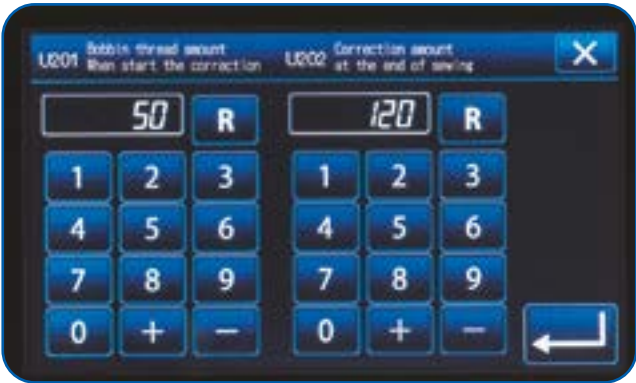 U201 Bobbin thread amount When start the correction
U202 Correction amount at the end of sewing
50 R 120 R
1 2 3 1 2 3
4 5 6 4 5 6
7 8 9 7 8 9
0 + − 0 + −